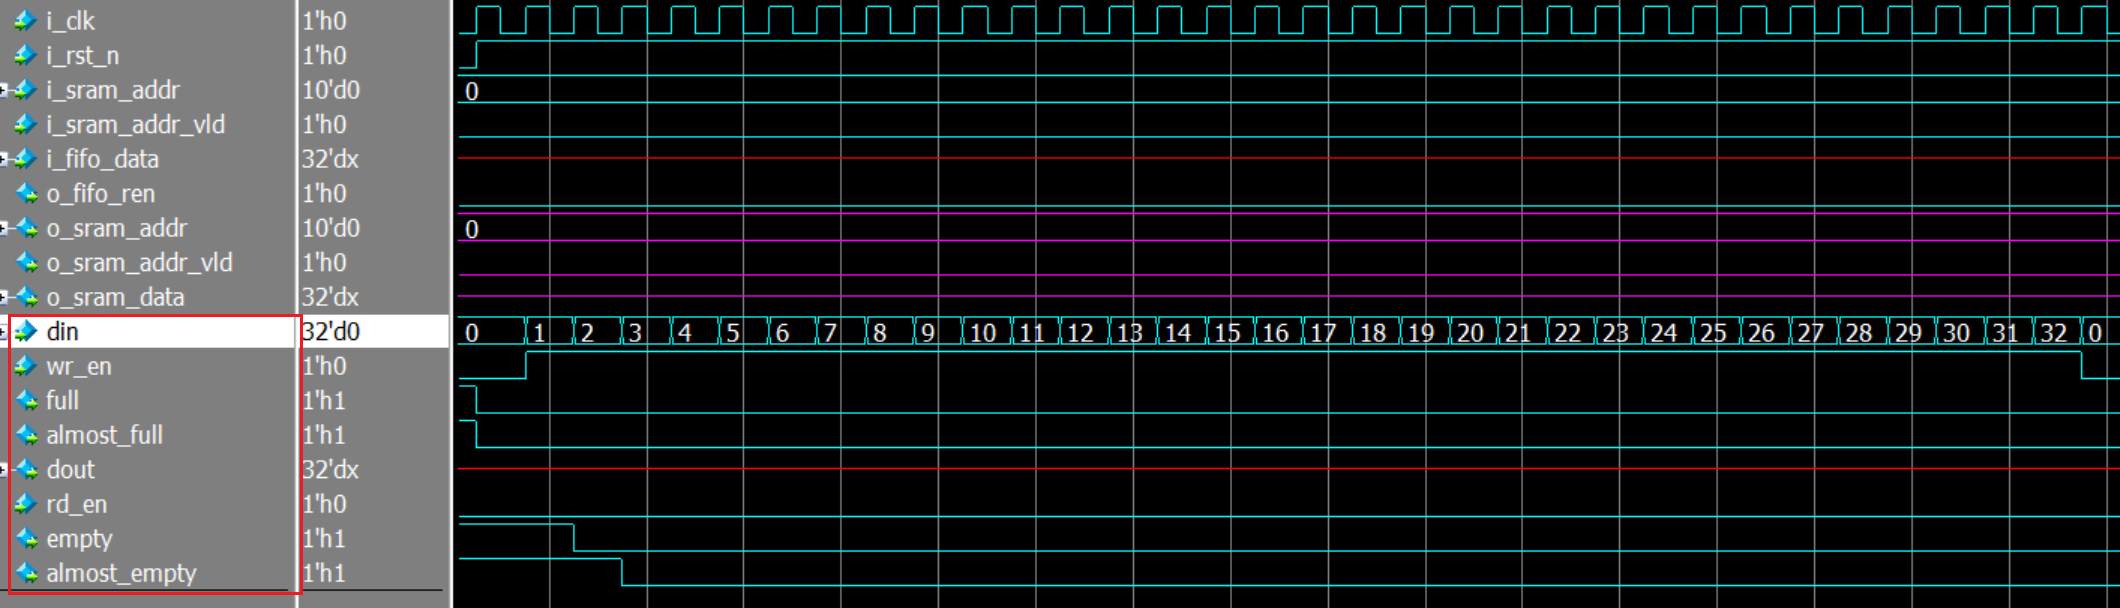 i_clk 1'h0
i_rst_n 1'h0
i_sram_addr 10'd0 0
i_sram_addr_vld 1'h0
i_fifo_data 32'dx
o_fifo_ren 1'h0
o_sram_addr 10'd0 0
o_sram_addr_vld 1'h0
o_sram_data 32'dx
din 32'd0 0 1 2 3 4 5 6 7 8 9 10 11 12 13 14 15 16 17 18 19 20 21 22 23 24 25 26 27 28 29 30 31 32 0
wr_en 1'h0
full 1'h1
almost_full 1'h1
dout 32'dx
rd_en 1'h0
empty 1'h1
almost_empty 1'h1